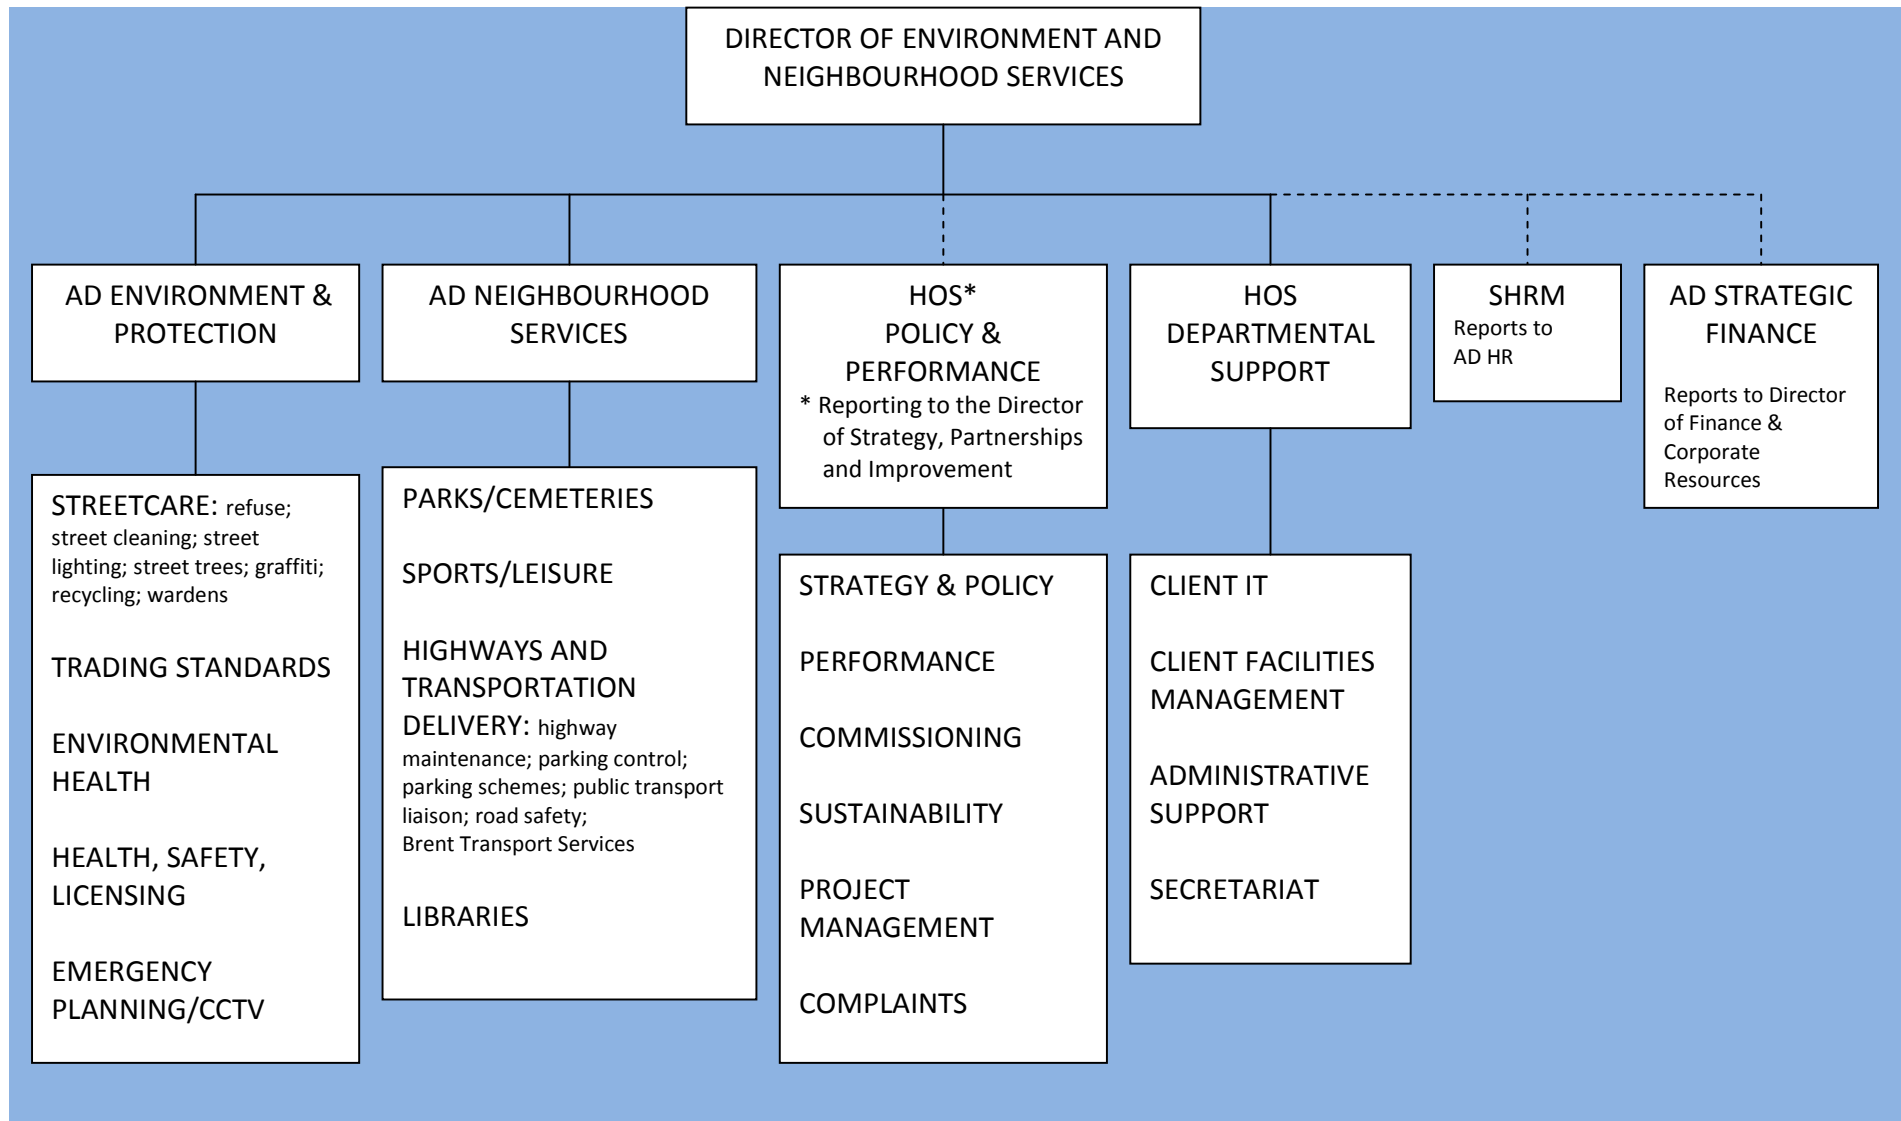 DIRECTOR OF ENVIRONMENT AND
NEIGHBOURHOOD SERVICES
AD ENVIRONMENT &
PROTECTION
AD NEIGHBOURHOOD
SERVICES
HOS*
POLICY &
PERFORMANCE
* Reporting to the Director
of Strategy, Partnerships
and Improvement
HOS
DEPARTMENTAL
SUPPORT
SHRM
Reports to
AD HR
AD STRATEGIC
FINANCE
Reports to Director
of Finance &
Corporate
Resources
STREETCARE: refuse;
street cleaning; street
lighting; street trees; graffiti;
recycling; wardens
TRADING STANDARDS
ENVIRONMENTAL
HEALTH
HEALTH, SAFETY,
LICENSING
EMERGENCY
PLANNING/CCTV
PARKS/CEMETERIES
SPORTS/LEISURE
HIGHWAYS AND
TRANSPORTATION
DELIVERY: highway
maintenance; parking control;
parking schemes; public transport
liaison; road safety;
Brent Transport Services
LIBRARIES
STRATEGY & POLICY
PERFORMANCE
COMMISSIONING
SUSTAINABILITY
PROJECT
MANAGEMENT
COMPLAINTS
CLIENT IT
CLIENT FACILITIES
MANAGEMENT
ADMINISTRATIVE
SUPPORT
SECRETARIAT